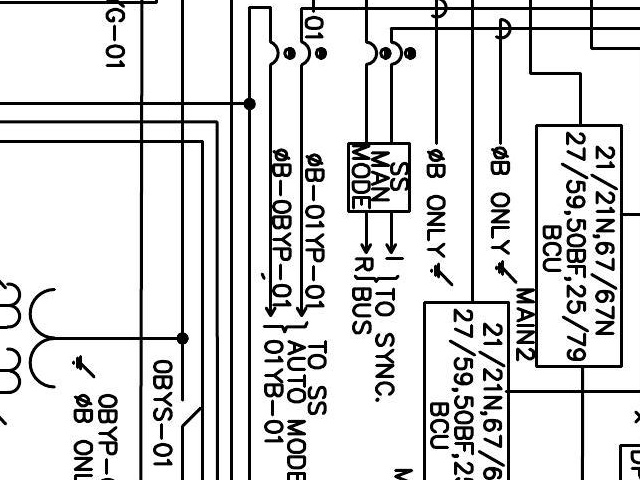 YG-01
01
ØB-0BYP-01
ØB-01YP-01
TO SS
AUTO MODE
01YB-01
SS
MAN
MODE
R
I
TO SYNC.
BUS
ØB ONLY
ØB ONLY
MAIN2
21/21N,67/67N
27/59,50BF,25/79
BCU
21/21N,67/6
27/59,50BF,25
BCU
0BYS-01
0BYP-
ØB ONL